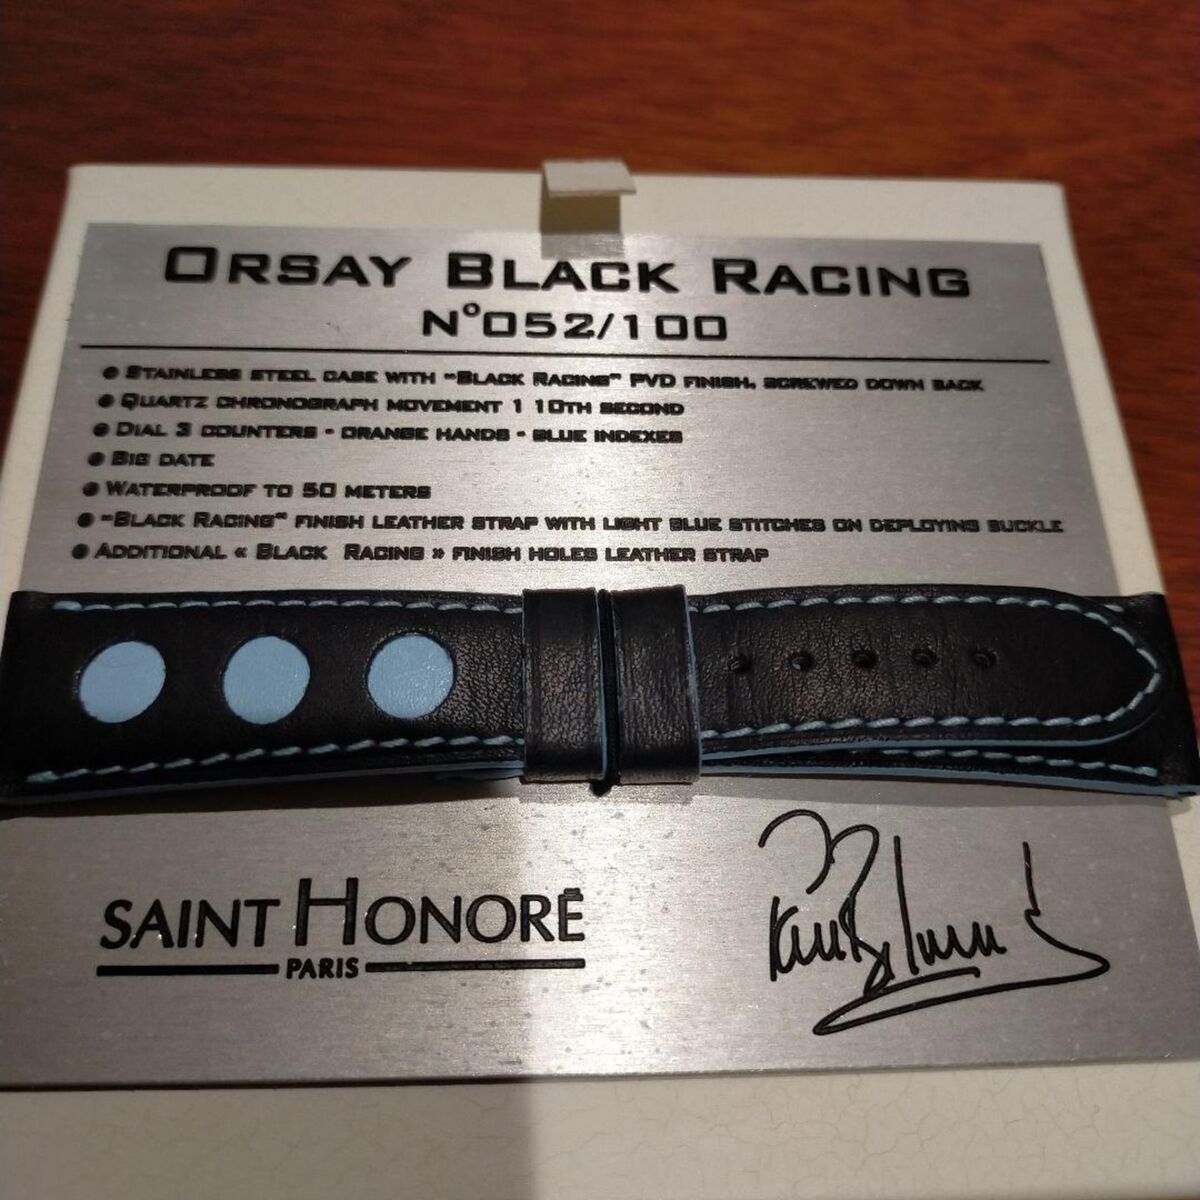 ORSAY BLACK RACING
N°052/100
● STAINLESS STEEL CASE WITH "BLACK RACING" PVD FINISH, SCREWED DOWN BACK
● QUARTZ CHRONOGRAPH MOVEMENT 1 10TH SECOND
● DIAL 3 COUNTERS - ORANGE HANDS - BLUE INDEXES
● BIG DATE
● WATERPROOF TO 50 METERS
● "BLACK RACING" FINISH LEATHER STRAP WITH LIGHT BLUE STITCHES ON DEPLOYING BUCKLE
● ADDITIONAL « BLACK RACING » FINISH HOLES LEATHER STRAP
SAINT HONORÉ
PARIS